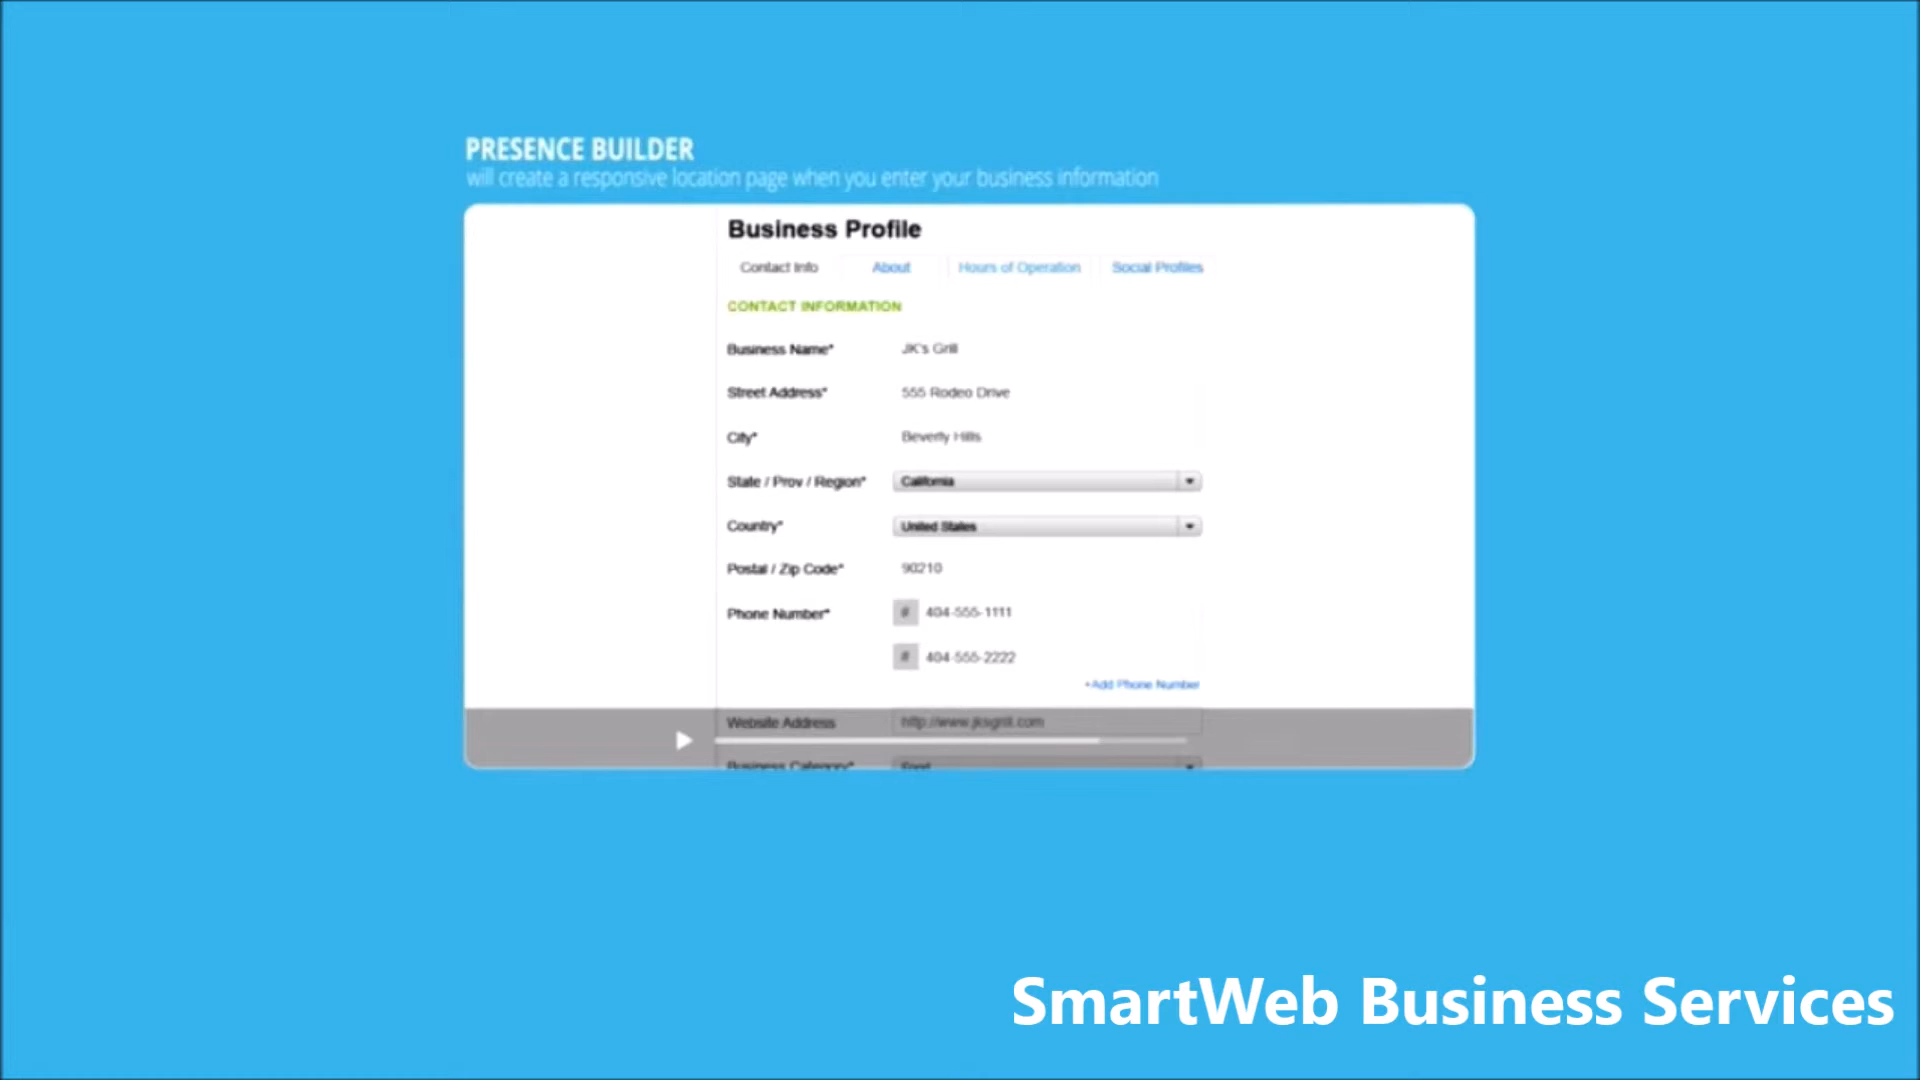 PRESENCE BUILDER
will create a responsive location page when you enter your business information
Business Profile
Contact Info About Hours of Operation Social Profiles
CONTACT INFORMATION
Business Name* JK's Grill
Street Address* 555 Rodeo Drive
City* Beverly Hills
State / Prov / Region* California
Country* United States
Postal / Zip Code* 90210
Phone Number* # 404-555-1111
# 404-555-2222
+Add Phone Number
Website Address http://www.jksgrill.com
Business Category* Food
SmartWeb Business Services